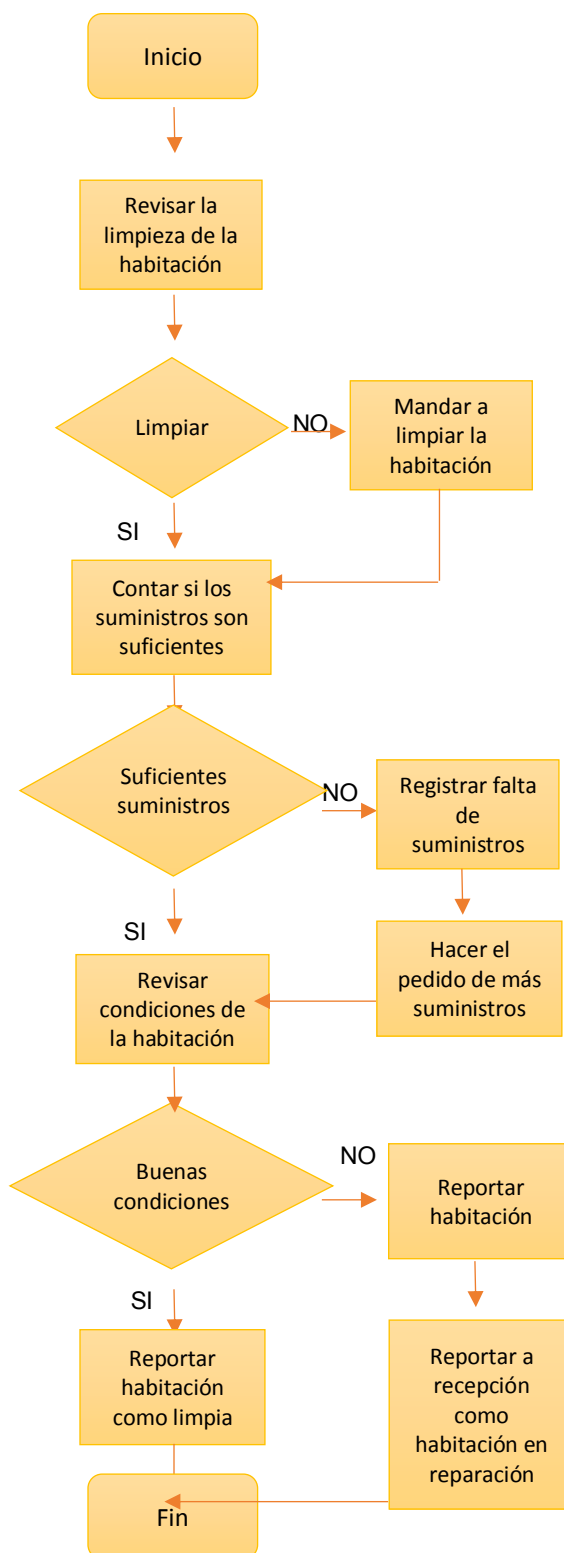 Inicio
Revisar la
limpieza de la
habitación
Limpiar
NO
Mandar a
limpiar la
habitación
SI
Contar si los
suministros son
suficientes
Suficientes
suministros
NO
Registrar falta
de
suministros
SI
Hacer el
pedido de más
suministros
Revisar
condiciones de
la habitación
Buenas
condiciones
NO
Reportar
habitación
SI
Reportar
habitación
como limpia
Reportar a
recepción
como
habitación en
reparación
Fin